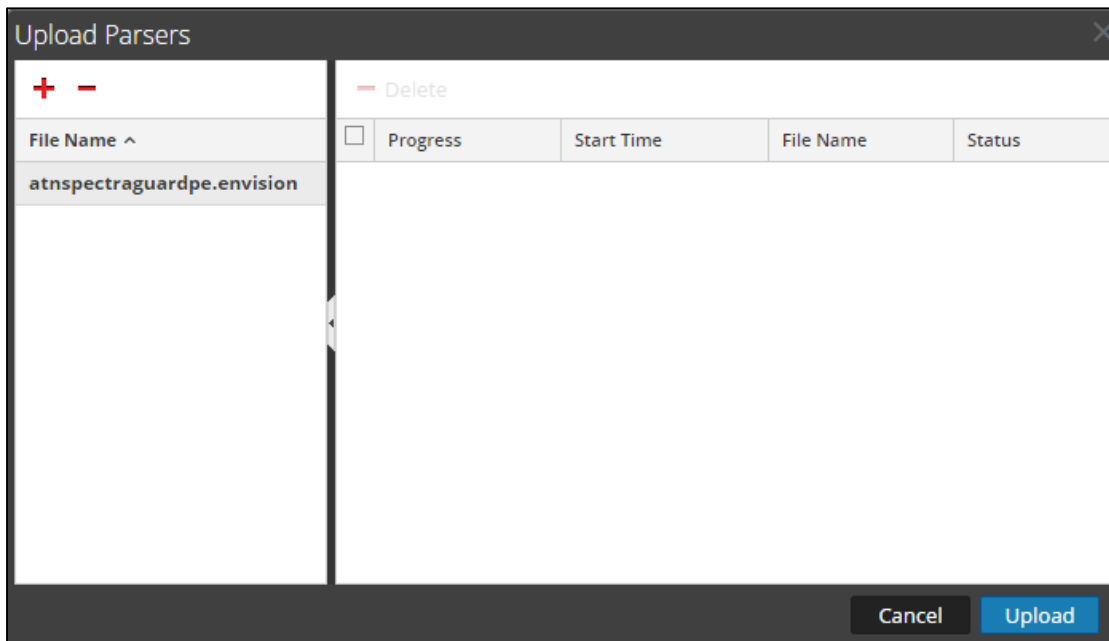 Upload Parsers
Delete
File Name
Progress Start Time File Name Status
atnspectraguardpe.envision
Cancel Upload